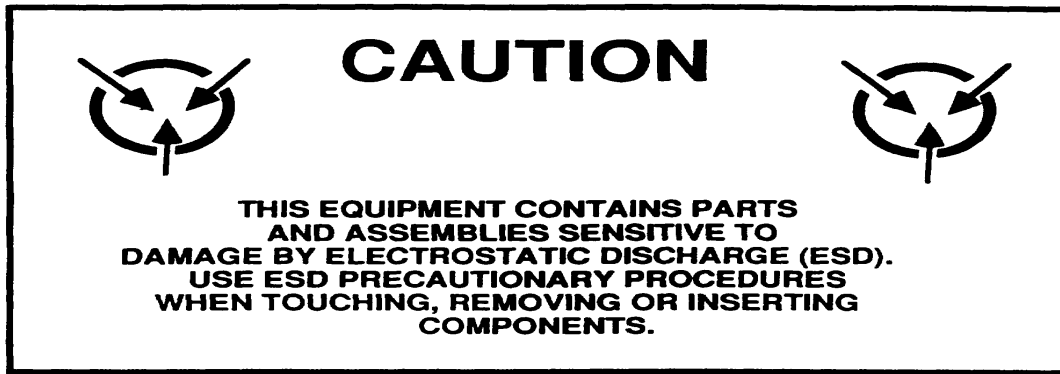 CAUTION
THIS EQUIPMENT CONTAINS PARTS
AND ASSEMBLIES SENSITIVE TO
DAMAGE BY ELECTROSTATIC DISCHARGE (ESD).
USE ESD PRECAUTIONARY PROCEDURES
WHEN TOUCHING, REMOVING OR INSERTING
COMPONENTS.